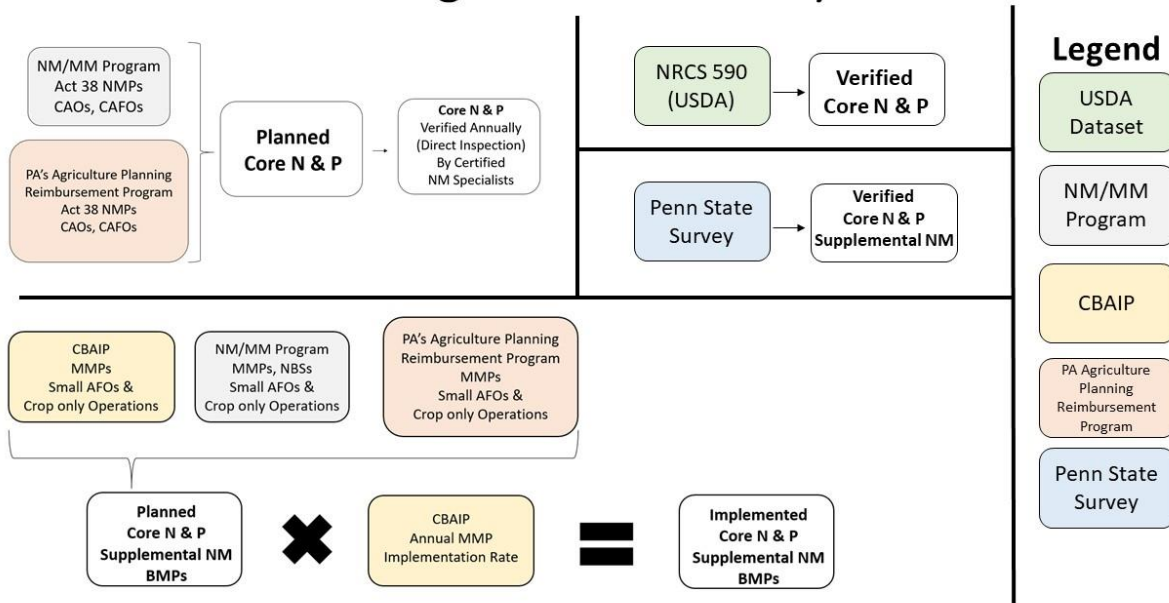 NM/MM Program
Act 38 NMPs
CAOs, CAFOs
PA's Agriculture Planning
Reimbursement Program
Act 38 NMPs
CAOs, CAFOs
Planned
Core N & P
Core N & P
Verified Annually
(Direct Inspection)
By Certified
NM Specialists
NRCS 590
(USDA)
Verified
Core N & P
Penn State
Survey
Verified
Core N & P
Supplemental NM
CBAIP
MMPs
Small AFOs &
Crop only Operations
NM/MM Program
MMPs, NBSs
Small AFOs &
Crop only Operations
PA's Agriculture Planning
Reimbursement Program
MMPs
Small AFOs &
Crop only Operations
Planned
Core N & P
Supplemental NM
BMPs
CBAIP
Annual MMP
Implementation Rate
Implemented
Core N & P
Supplemental NM
BMPs
Legend
USDA
Dataset
NM/MM
Program
CBAIP
PA Agriculture
Planning
Reimbursement
Program
Penn State
Survey